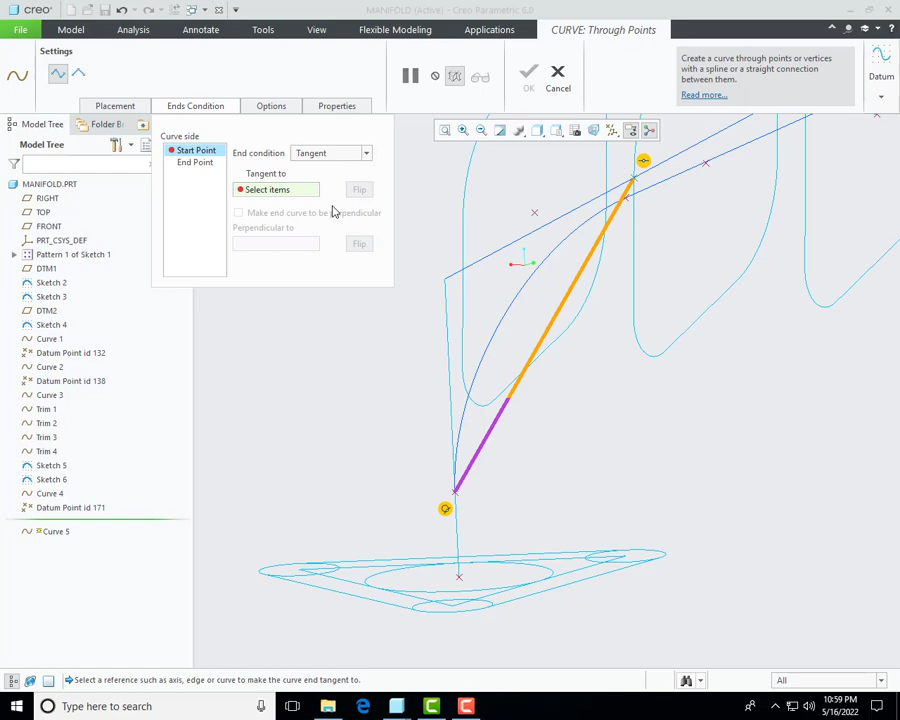 creo
MANIFOLD (Active) - Creo Parametric 6.0
File
Model
Analysis
Annotate
Tools
View
Flexible Modeling
Applications
CURVE: Through Points
Settings
OK
Cancel
Create a curve through points or vertices
with a spline or a straight connection
between them.
Read more...
Datum
Placement
Ends Condition
Options
Properties
Model Tree
Folder Br
Model Tree
MANIFOLD.PRT
RIGHT
TOP
FRONT
PRT_CSYS_DEF
Pattern 1 of Sketch 1
DTM1
Sketch 2
Sketch 3
DTM2
Sketch 4
Curve 1
Datum Point id 132
Curve 2
Datum Point id 138
Curve 3
Trim 1
Trim 2
Trim 3
Trim 4
Sketch 5
Sketch 6
Curve 4
Datum Point id 171
Curve 5
Curve side
Start Point
End Point
End condition
Tangent
Tangent to
Select items
Flip
Make end curve to be perpendicular
Perpendicular to
Flip
Select a reference such as axis, edge or curve to make the curve end tangent to.
All
Type here to search
10:59 PM
5/16/2022